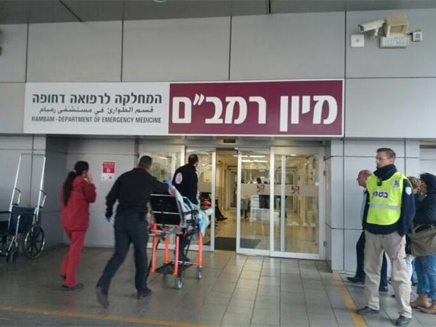 המחלקה לרפואה דחופה
قسم الطوارئ في مستشفى رمبام
RAMBAM - DEPARTMENT OF EMERGENCY MEDICINE
מיון רמב"ם